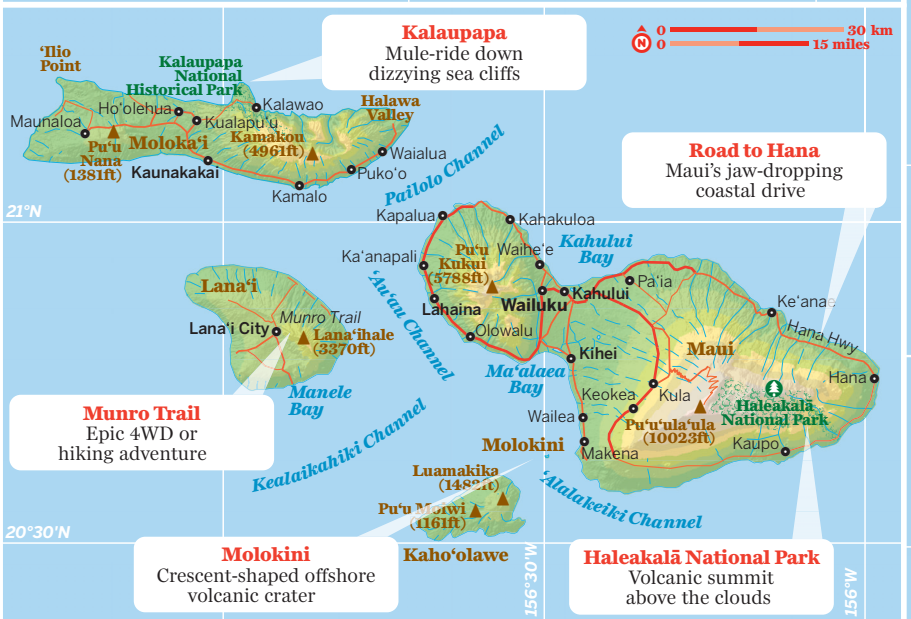 Kalaupapa
Mule-ride down
dizzying sea cliffs
0 30 km
N
0 15 miles
‘Ilio
Point
Kalaupapa
National
Historical Park
Kalawao
Halawa
Valley
Ho‘olehua
Kualapu‘u
Maunaloa
Pu‘u
Nana
(1381ft)
Moloka‘i
Kamakou
(4961ft)
Kaunakakai
Waialua
Puko‘o
Kamalo
Pailolo Channel
Road to Hana
Maui’s jaw-dropping
coastal drive
21°N
Kapalua
Kahakuloa
Waihe‘e
Kahului
Bay
Ka‘anapali
Pu‘u
Kukui
(5788ft)
‘Au‘au Channel
Lahaina
Wailuku
Kahului
Pa‘ia
Ke‘anae
Hana Hwy
Olowalu
Lana‘i
Munro Trail
Lana‘i City
Lana‘ihale
(3370ft)
Manele
Bay
Ma‘alaea
Bay
Kihei
Maui
Hana
Keokea
Kula
Haleakalā
National Park
Wailea
Pu‘u‘ula‘ula
(10023ft)
Kaupo
Makena
Munro Trail
Epic 4WD or
hiking adventure
Kealaikahiki Channel
Molokini
Luamakika
(1482ft)
Pu‘u Moiwi
(1161ft)
‘Alalakeiki Channel
Kaho‘olawe
20°30'N
Molokini
Crescent-shaped offshore
volcanic crater
156°30'W
Haleakalā National Park
Volcanic summit
above the clouds
156°W